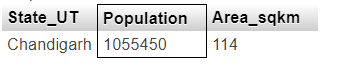 State_UT Population Area_sqkm
Chandigarh 1055450 114